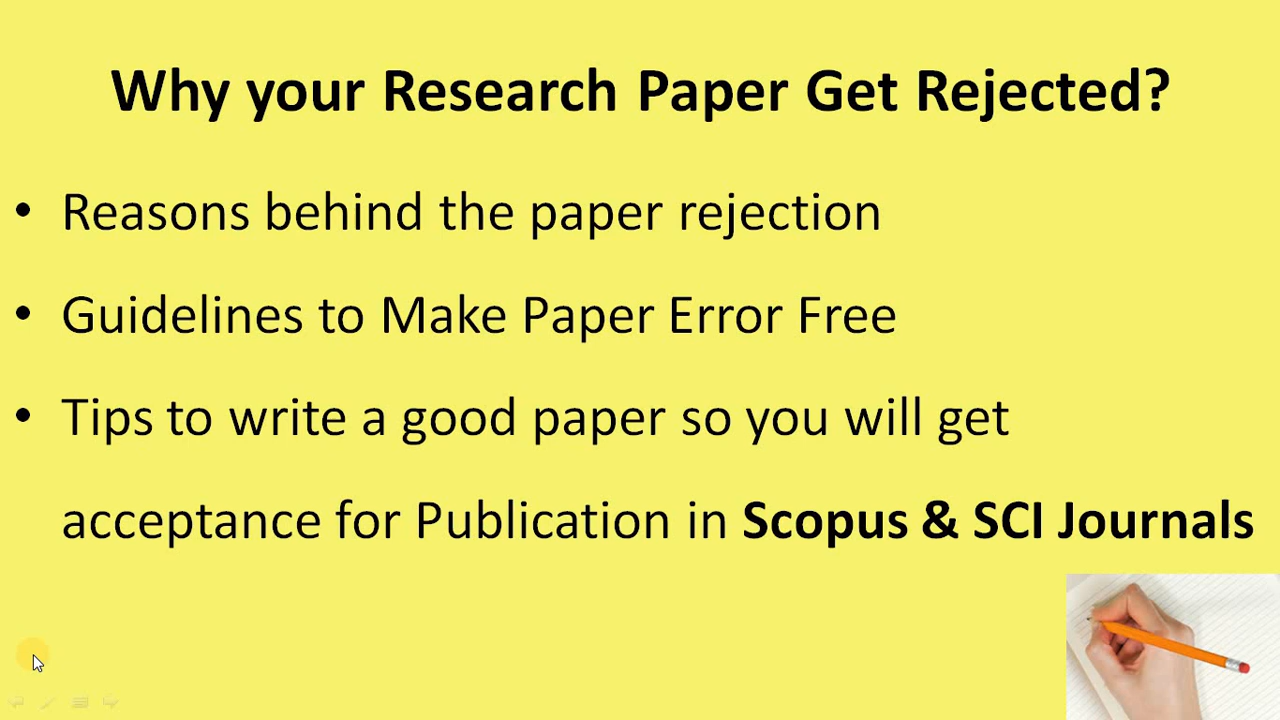 Why your Research Paper Get Rejected?
• Reasons behind the paper rejection
• Guidelines to Make Paper Error Free
• Tips to write a good paper so you will get
acceptance for Publication in Scopus & SCI Journals